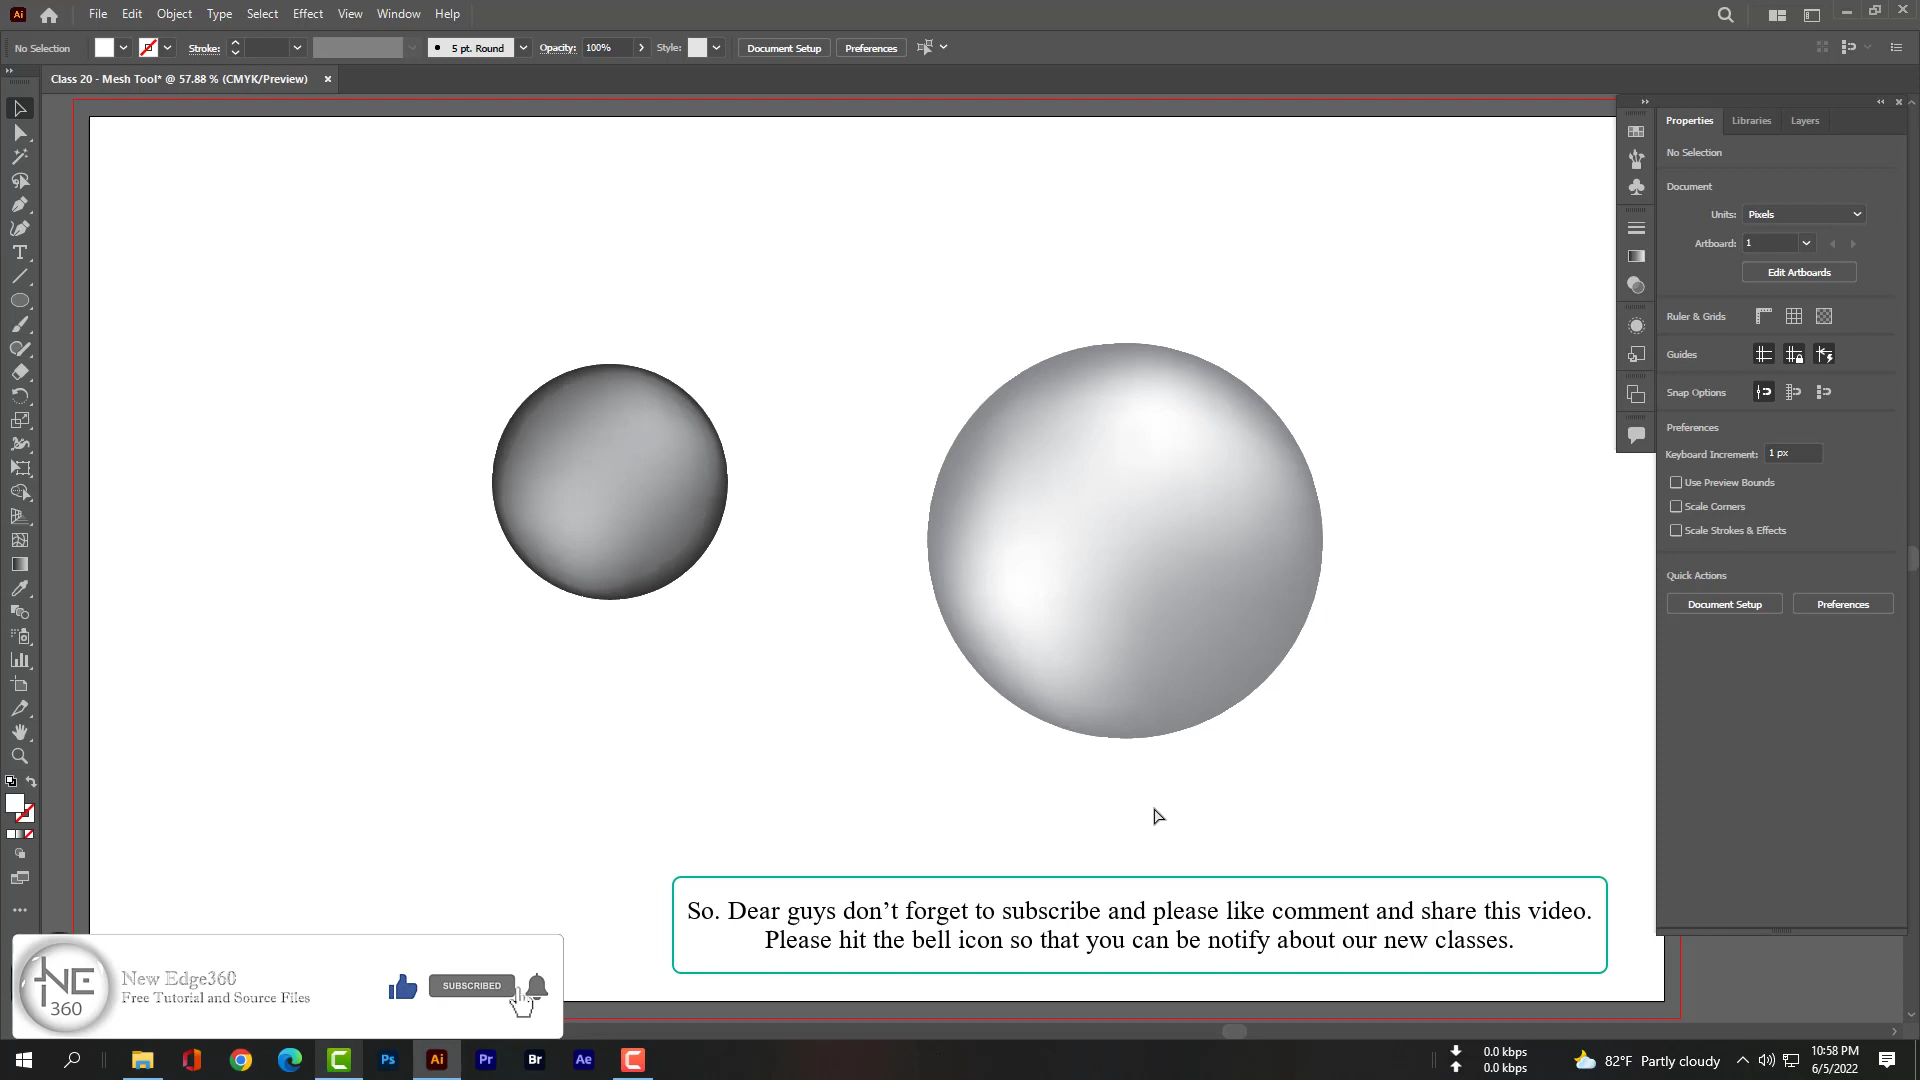 Ai File Edit Object Type Select Effect View Window Help
No Selection Stroke: 5 pt. Round Opacity: 100% Style: Document Setup Preferences
Class 20 - Mesh Tool* @ 57.88 % (CMYK/Preview)
Properties Libraries Layers
No Selection
Document
Units: Pixels
Artboard: 1
Edit Artboards
Ruler & Grids
Guides
Snap Options
Preferences
Keyboard Increment: 1 px
Use Preview Bounds
Scale Corners
Scale Strokes & Effects
Quick Actions
Document Setup Preferences
So. Dear guys don’t forget to subscribe and please like comment and share this video.
Please hit the bell icon so that you can be notify about our new classes.
NE
360
New Edge360
Free Tutorial and Source Files
SUBSCRIBED
Ps Ai Pr Br Ae
0.0 kbps
0.0 kbps
82°F Partly cloudy
10:58 PM
6/5/2022